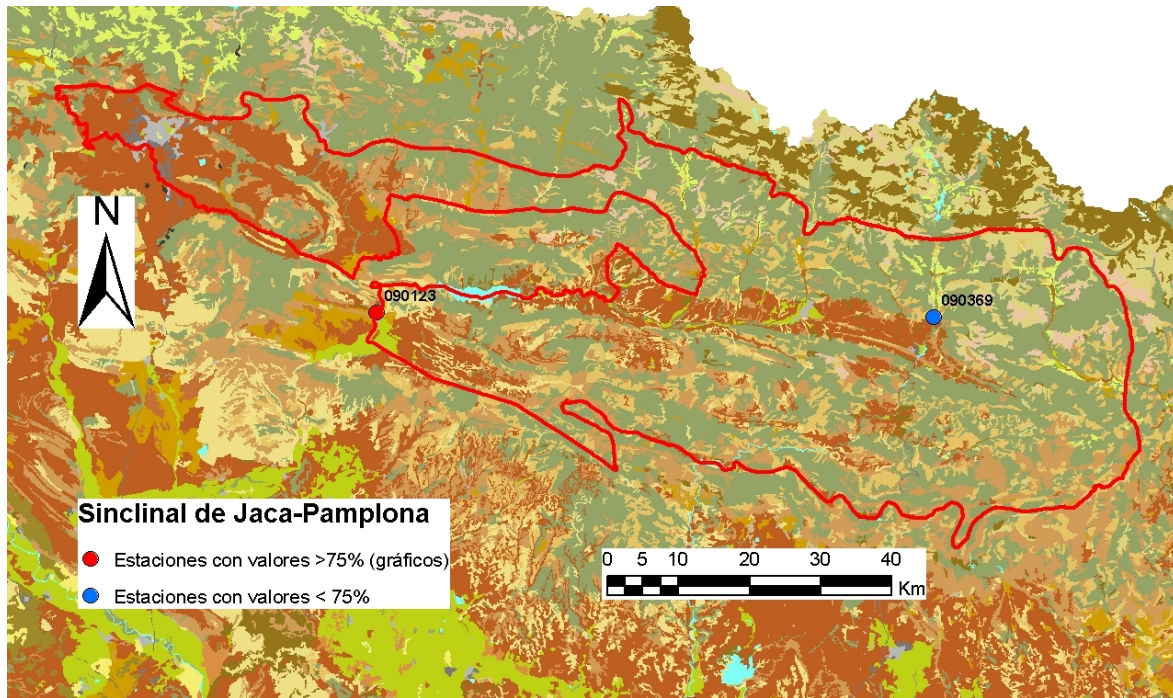 N
090123
090369
Sinclinal de Jaca-Pamplona
Estaciones con valores >75% (gráficos)
Estaciones con valores < 75%
0 5 10 20 30 40
Km